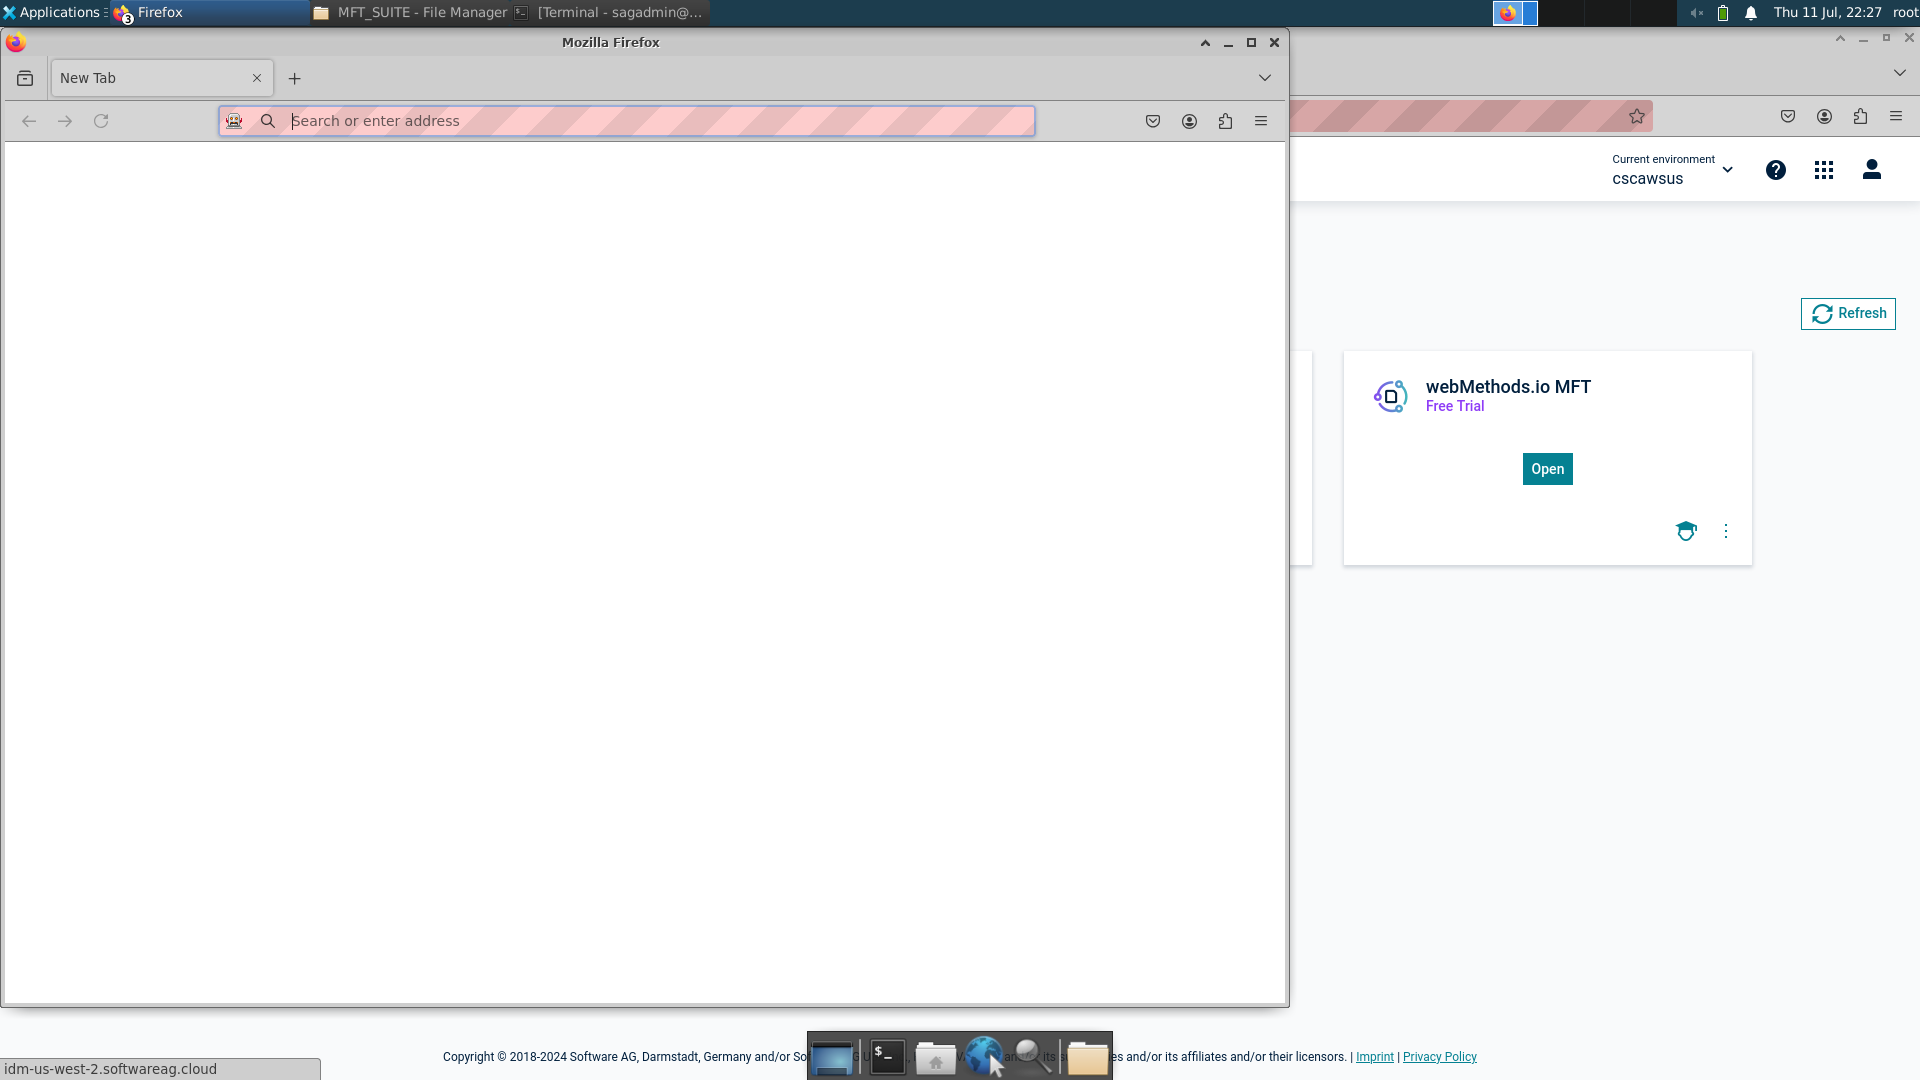 Applications
3
Firefox
MFT_SUITE - File Manager
[Terminal - sagadmin@...
Thu 11 Jul, 22:27
root
Mozilla Firefox
New Tab
Search or enter address
Current environment
cscawsus
Refresh
webMethods.io MFT
Free Trial
Open
Copyright © 2018-2024 Software AG, Darmstadt, Germany and/or So
es and/or its affiliates and/or their licensors. | Imprint | Privacy Policy
idm-us-west-2.softwareag.cloud